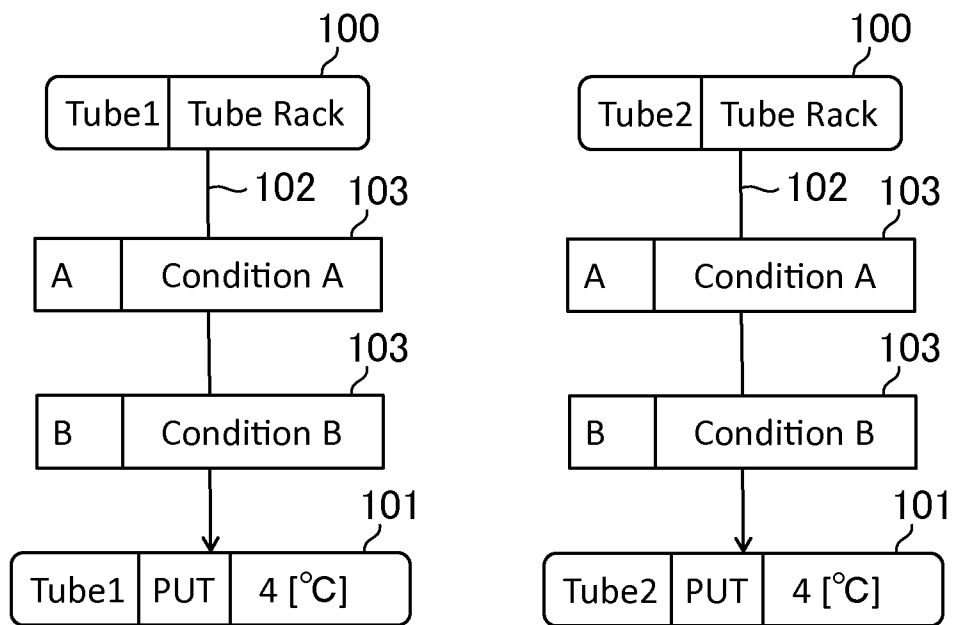 100 100
Tube1 Tube Rack Tube2 Tube Rack
102 102
103 103
A Condition A A Condition A
103 103
B Condition B B Condition B
101 101
Tube1 PUT 4 [℃] Tube2 PUT 4 [℃]